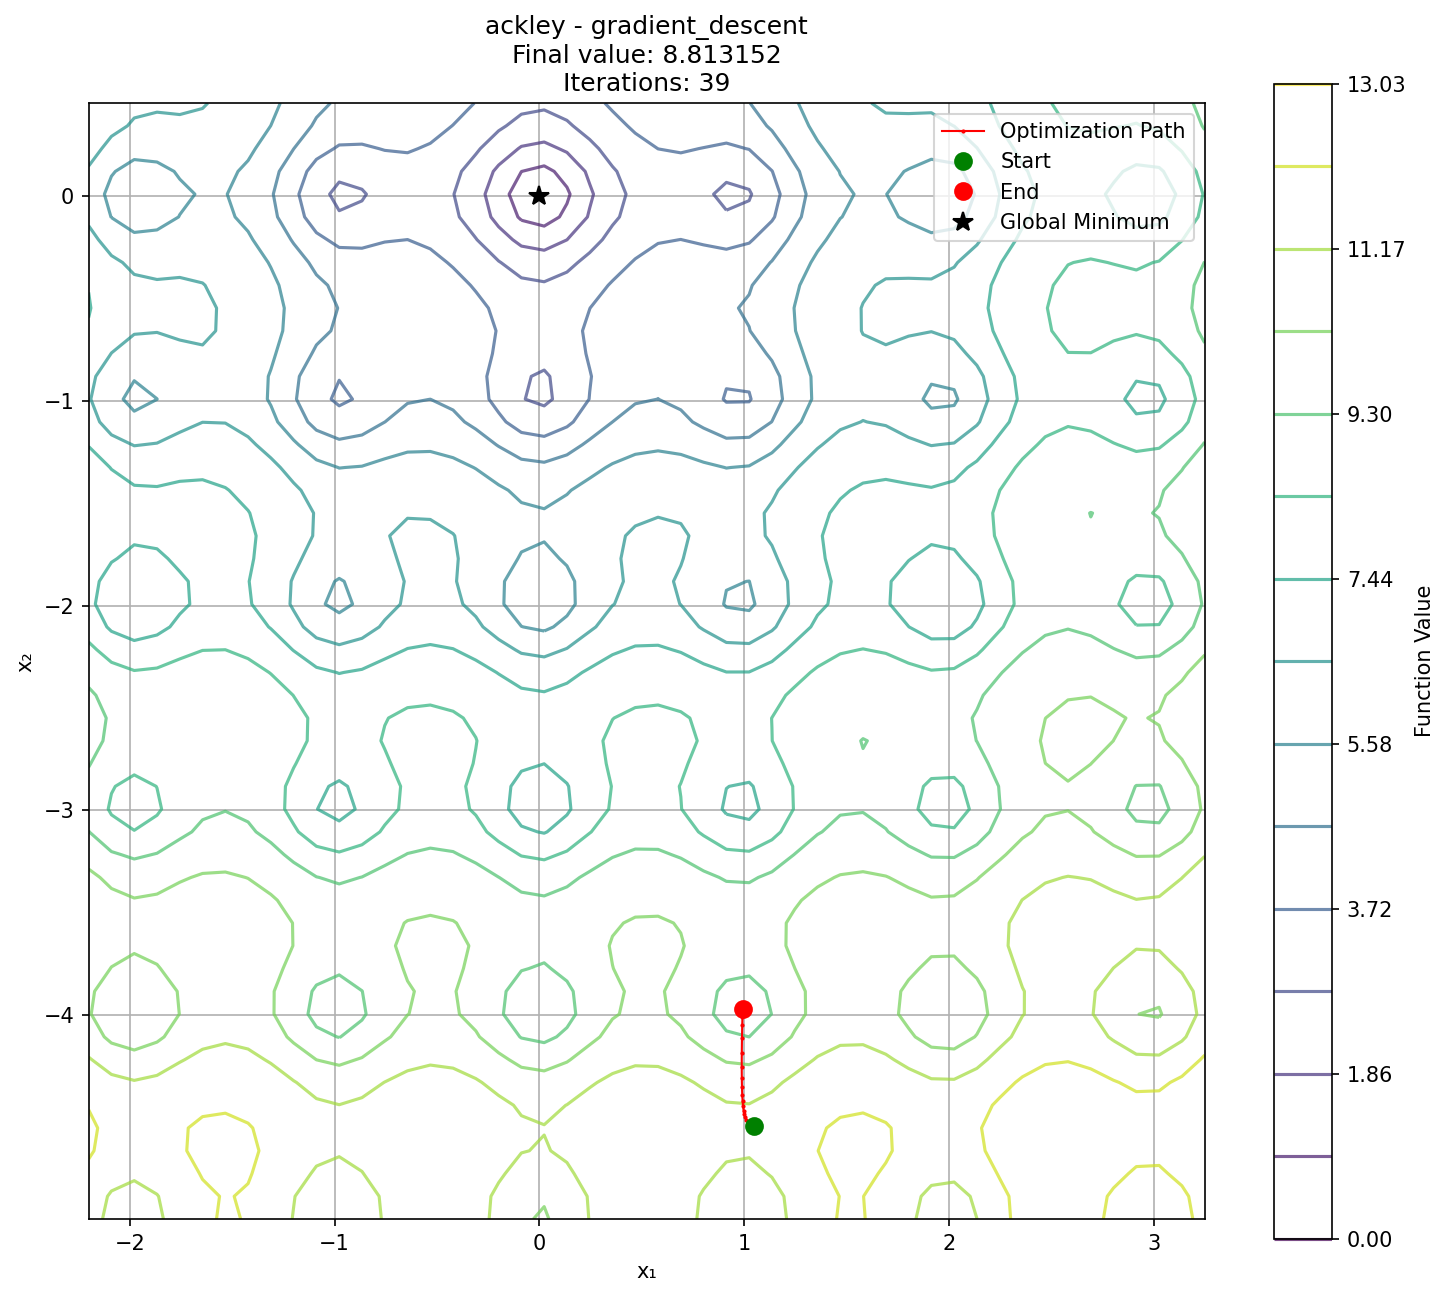 ackley - gradient_descent
Final value: 8.813152
Iterations: 39
Optimization Path
Start
End
Global Minimum
0
−1
−2
−3
−4
x₂
−2
−1
0
1
2
3
x₁
13.03
11.17
9.30
7.44
5.58
3.72
1.86
0.00
Function Value